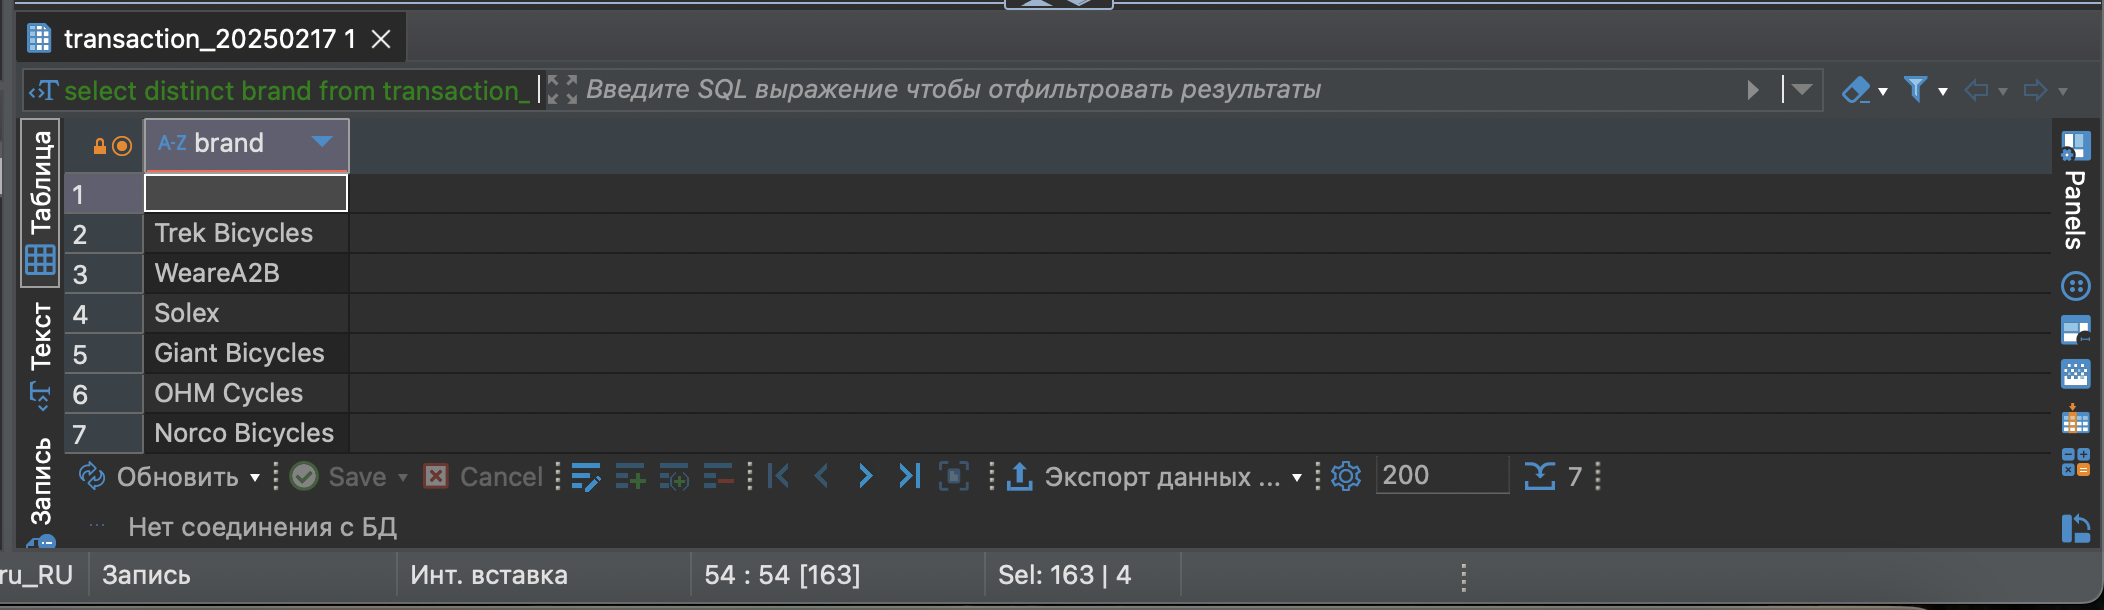 transaction_20250217 1
select distinct brand from transaction_ Введите SQL выражение чтобы отфильтровать результаты
Таблица
Текст
Запись
A-Z brand
1
2 Trek Bicycles
3 WeareA2B
4 Solex
5 Giant Bicycles
6 OHM Cycles
7 Norco Bicycles
Panels
Обновить Save Cancel Экспорт данных ... 200 7
... Нет соединения с БД
ru_RU Запись Инт. вставка 54 : 54 [163] Sel: 163 | 4